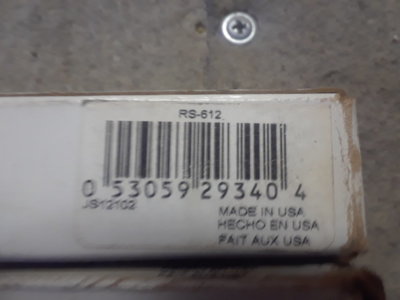 RS-612
0 53059 29340 4
JS12102
MADE IN USA
HECHO EN USA
FAIT AUX USA